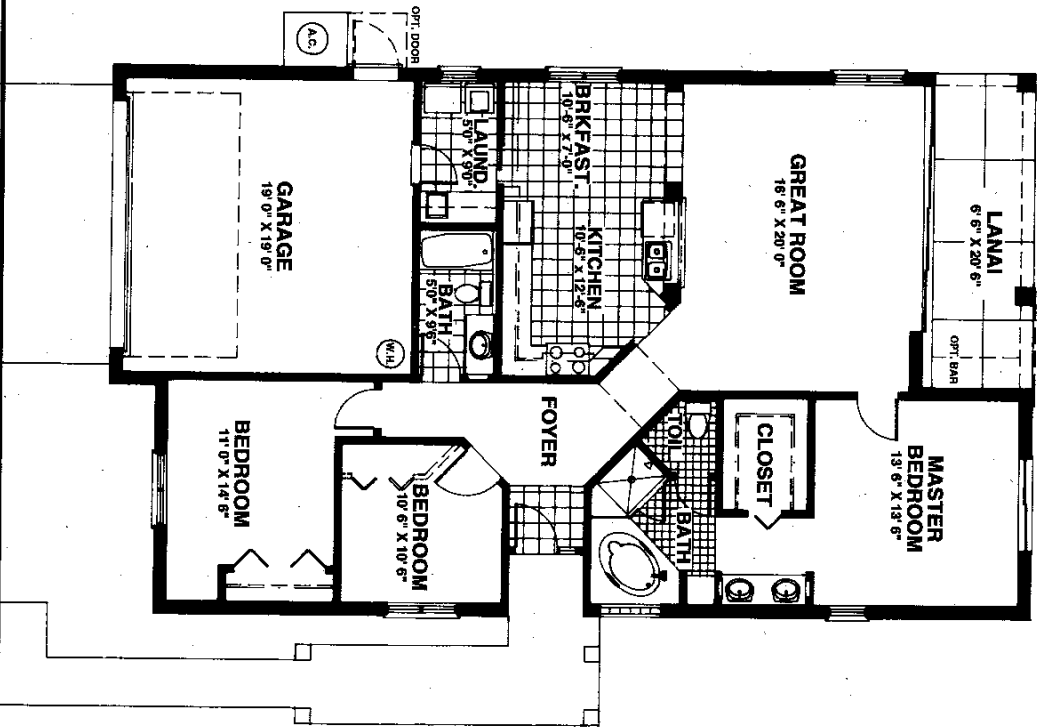 OPT. DOOR
A.C.
LAUND.
5'0" X 9'0"
BRKFAST.
10'-6" X 7'-0"
GREAT ROOM
16' 6" X 20' 0"
LANAI
6' 6" X 20' 6"
GARAGE
19' 0" X 19' 0"
KITCHEN
10'-6" X 12'-6"
BATH
5'0" X 9'6"
W.H.
OPT. BAR
FOYER
TOIL
CLOSET
MASTER
BEDROOM
13' 6" X 13' 6"
BEDROOM
11' 0" X 14' 6"
BEDROOM
10' 6" X 10' 6"
BATH